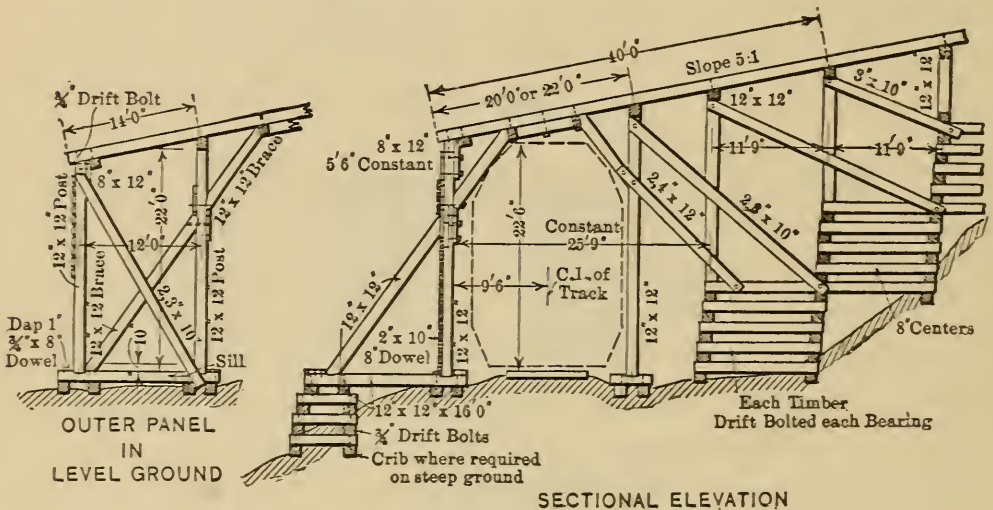 ¾" Drift Bolt
14'0"
8" x 12"
12" x 12" Post
12'0"
22'0"
12" x 12" Brace
12" x 12" Brace
2, 3" x 10"
12" x 12" Post
10
Dap 1"
¾" x 8"
Dowel
Sill
OUTER PANEL
IN
LEVEL GROUND
40'0"
20'0" or 22'0"
Slope 5:1
8" x 12"
5'6" Constant
22'6"
Constant
25'9"
9'6"
C.L. of
Track
12" x 12"
2" x 10"
8" Dowel
12" x 12"
2, 4" x 12"
2, 3" x 10"
12" x 12"
12" x 12"
3" x 10"
12" x 12"
11'9"
11'9"
8" Centers
12" x 12" x 16'0"
¾" Drift Bolts
Crib where required
on steep ground
Each Timber
Drift Bolted each Bearing
SECTIONAL ELEVATION